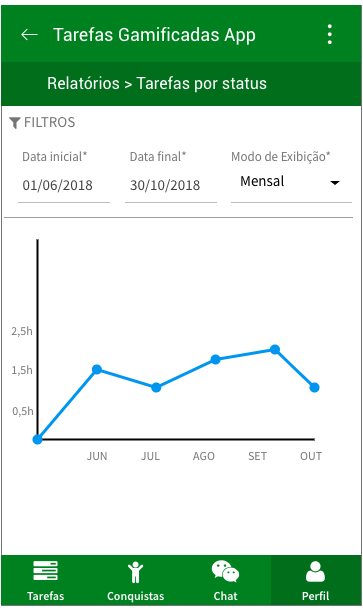 Tarefas Gamificadas App
Relatórios > Tarefas por status
FILTROS
Data inicial* Data final* Modo de Exibição*
01/06/2018 30/10/2018 Mensal
2,5h
1,5h
0,5h
JUN JUL AGO SET OUT
Tarefas Conquistas Chat Perfil